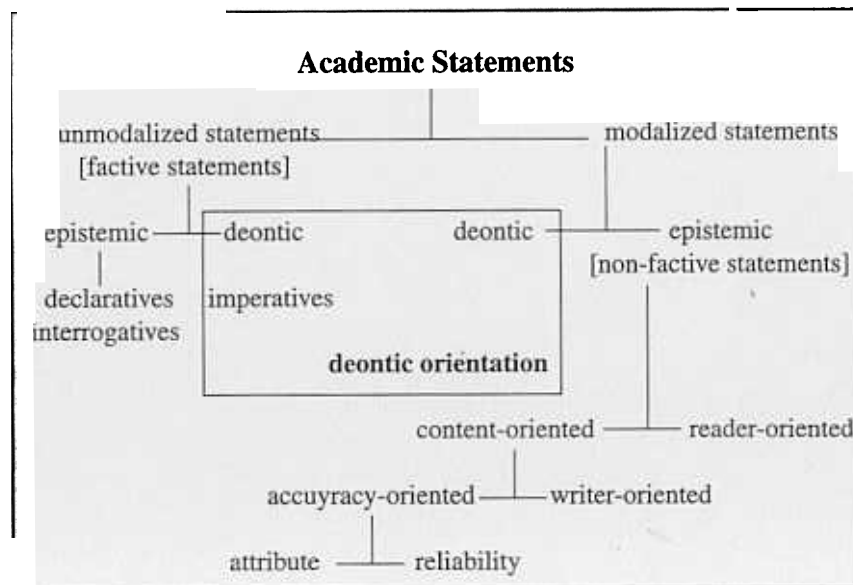 Academic Statements
unmodalized statements
modalized statements
[factive statements]
epistemic
deontic
deontic
epistemic
[non-factive statements]
declaratives
imperatives
interrogatives
deontic orientation
content-oriented
reader-oriented
accuyracy-oriented
writer-oriented
attribute
reliability